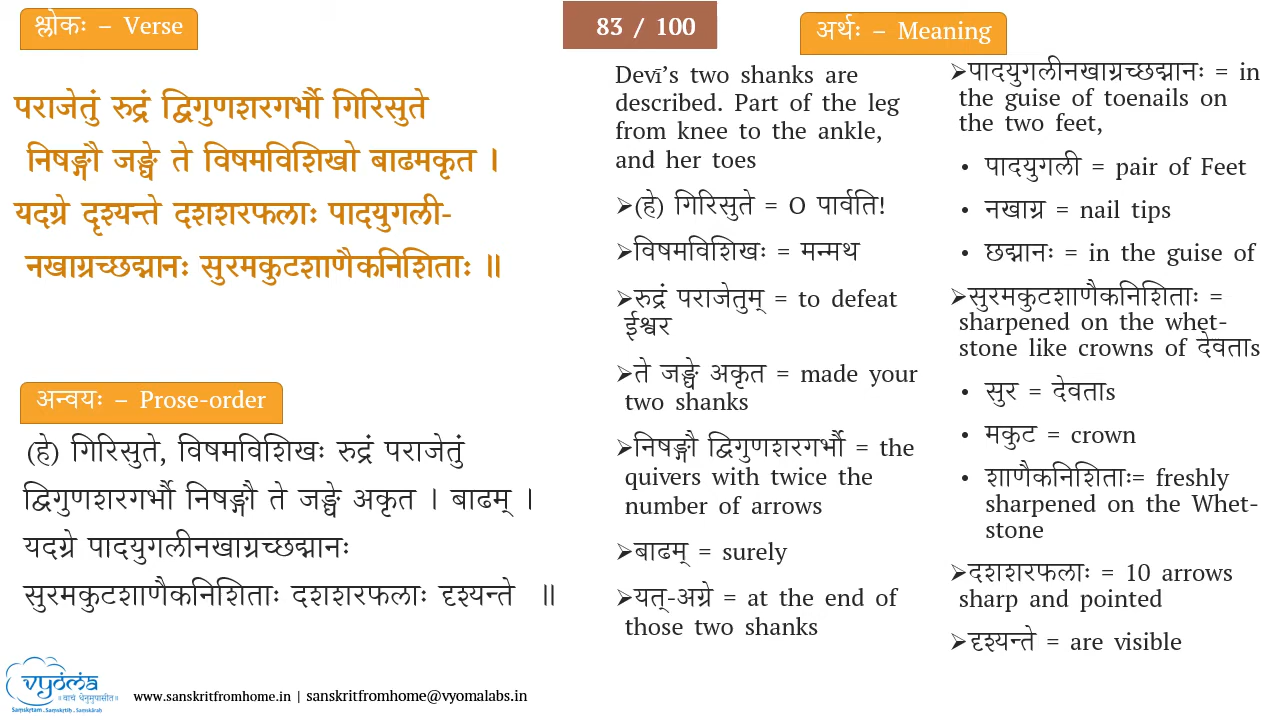 श्लोकः – Verse
पराजेतुं रुद्रं द्विगुणशरगर्भौ गिरिसुते
निषङ्गौ जङ्घे ते विषमविशिखो बाढमकृत ।
यदग्रे दृश्यन्ते दशशरफलाः पादयुगली-
नखाग्रच्छद्मानः सुरमकुटशाणैकनिशिताः ॥
अन्वयः – Prose-order
(हे) गिरिसुते, विषमविशिखः रुद्रं पराजेतुं
द्विगुणशरगर्भौ निषङ्गौ ते जङ्घे अकृत । बाढम् ।
यदग्रे पादयुगलीनखाग्रच्छद्मानः
सुरमकुटशाणैकनिशिताः दशशरफलाः दृश्यन्ते ॥
83 / 100
अर्थः – Meaning
Devī’s two shanks are
described. Part of the leg
from knee to the ankle,
and her toes
➢(हे) गिरिसुते = O पार्वति!
➢विषमविशिखः = मन्मथ
➢रुद्रं पराजेतुम् = to defeat
ईश्वर
➢ते जङ्घे अकृत = made your
two shanks
➢निषङ्गौ द्विगुणशरगर्भौ = the
quivers with twice the
number of arrows
➢बाढम् = surely
➢यत्-अग्रे = at the end of
those two shanks
➢पादयुगलीनखाग्रच्छद्मानः = in
the guise of toenails on
the two feet,
• पादयुगली = pair of Feet
• नखाग्र = nail tips
• छद्मानः = in the guise of
➢सुरमकुटशाणैकनिशिताः =
sharpened on the whet-
stone like crowns of देवताs
• सुर = देवताs
• मकुट = crown
• शाणैकनिशिताः= freshly
sharpened on the Whet-
stone
➢दशशरफलाः = 10 arrows
sharp and pointed
➢दृश्यन्ते = are visible
vyoma
॥ वाचं धेनुमुपासीत ॥
Samskrtam - Samskrtih - Samskarah
www.sanskritfromhome.in | sanskritfromhome@vyomalabs.in